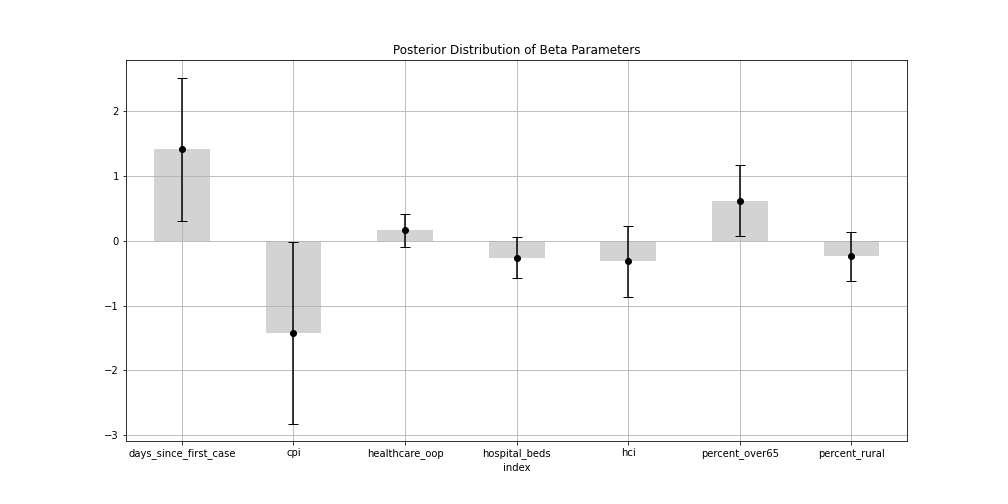 Posterior Distribution of Beta Parameters
2
1
0
−1
−2
−3
days_since_first_case cpi healthcare_oop hospital_beds hci percent_over65 percent_rural
index